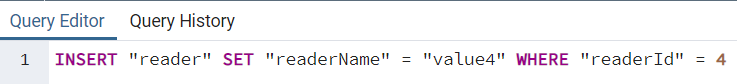 Query Editor Query History
1 INSERT "reader" SET "readerName" = "value4" WHERE "readerId" = 4